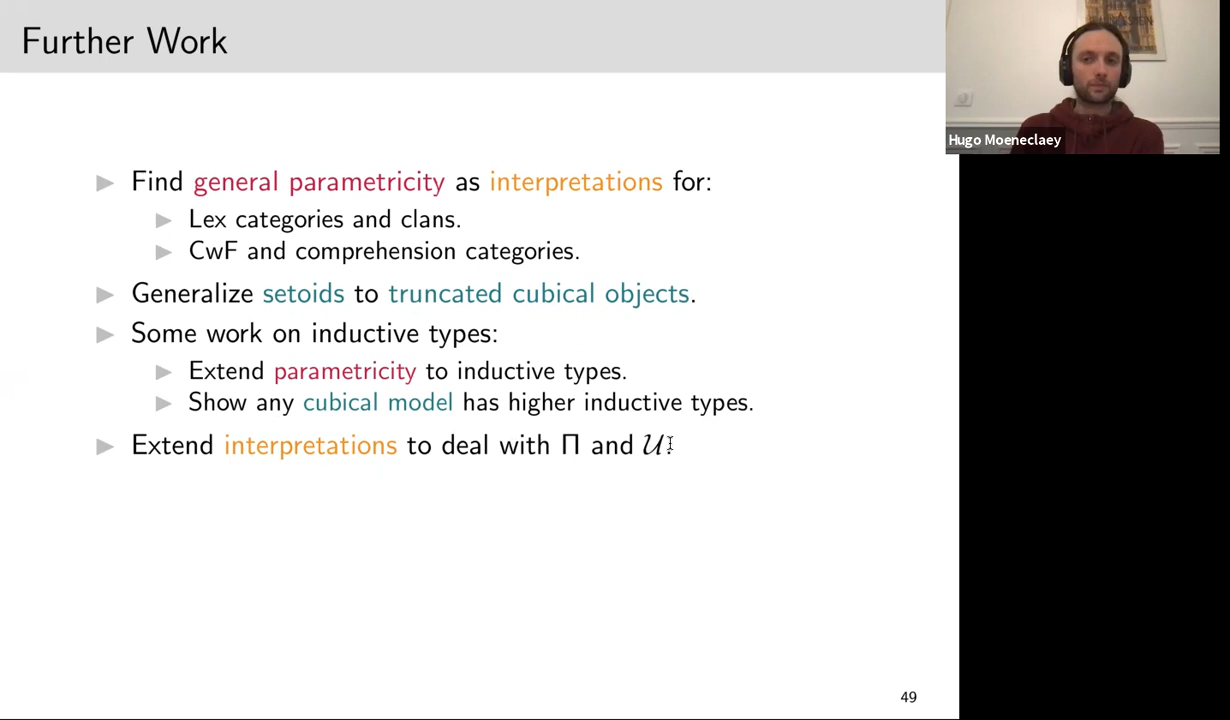 Further Work
Hugo Moeneclaey
Find general parametricity as interpretations for:
Lex categories and clans.
CwF and comprehension categories.
Generalize setoids to truncated cubical objects.
Some work on inductive types:
Extend parametricity to inductive types.
Show any cubical model has higher inductive types.
Extend interpretations to deal with Π and 𝒰.
49